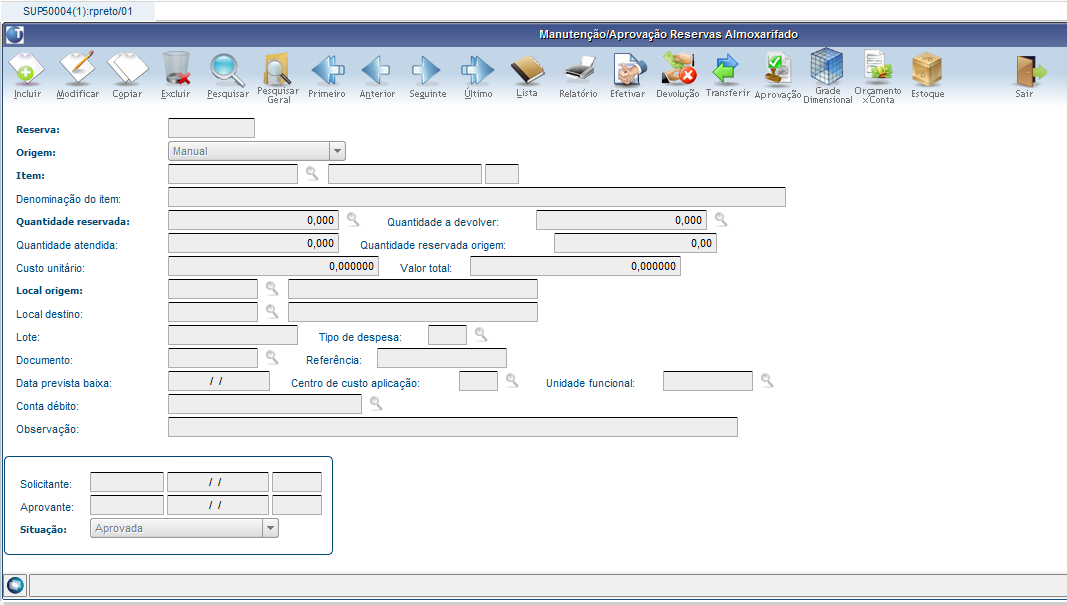 SUP50004(1):rpreto/01
Manutenção/Aprovação Reservas Almoxarifado
Incluir Modificar Copiar Excluir Pesquisar Pesquisar Geral Primeiro Anterior Seguinte Último Lista Relatório Efetivar Devolução Transferir Aprovação Grade Dimensional Orçamento xConta Estoque Sair
Reserva:
Origem: Manual
Item:
Denominação do item:
Quantidade reservada: 0,000 Quantidade a devolver: 0,000
Quantidade atendida: 0,000 Quantidade reservada origem: 0,00
Custo unitário: 0,000000 Valor total: 0,000000
Local origem:
Local destino:
Lote: Tipo de despesa:
Documento: Referência:
Data prevista baixa: / / Centro de custo aplicação: Unidade funcional:
Conta débito:
Observação:
Solicitante: / /
Aprovante: / /
Situação: Aprovada